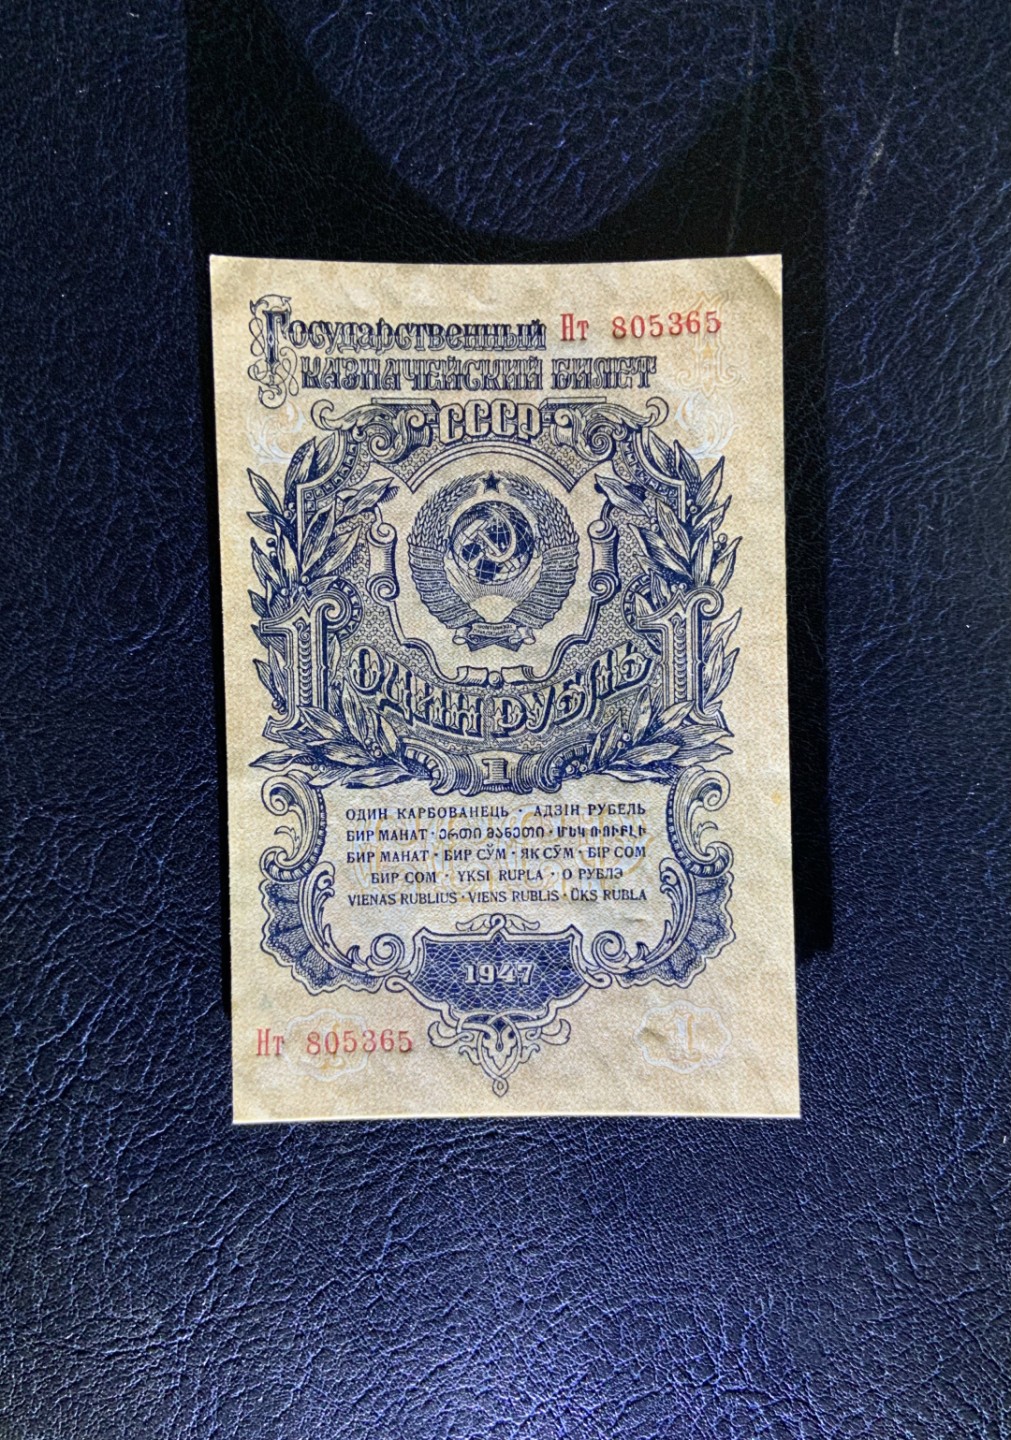 Государственный Нт 805365
КАЗНАЧЕЙСКИЙ БИЛЕТ
СССР
1 1
ОДИН РУБЛЬ
1
ОДИН КАРБОВАНЕЦЬ · АДЗІН РУБЕЛЬ
БИР МАНАТ · ႤႰႧႨ ႫႠႬႤႧႨ · ՄԵԿ ՌՈՒԲԼԻ
БИР МАНАТ · БИР СЎМ · ЯК СЎМ · БІР СОМ
БИР СОМ · YKSI RUPLA · О РУБЛЭ
VIENAS RUBLIUS · VIENS RUBLIS · ÜKS RUBLA
1947
Нт 805365
1